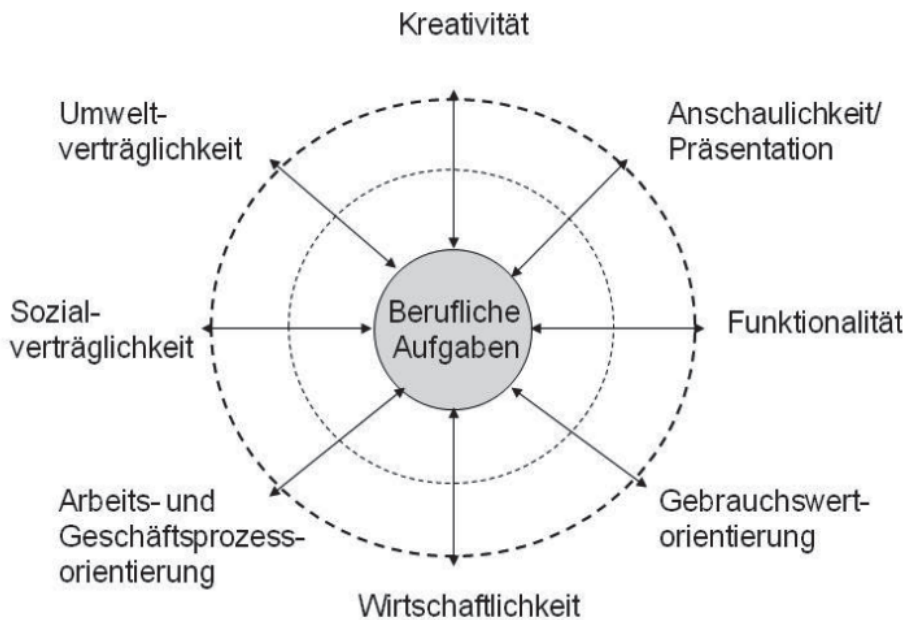 Kreativität
Umwelt-
verträglichkeit
Anschaulichkeit/
Präsentation
Sozial-
verträglichkeit
Berufliche
Aufgaben
Funktionalität
Arbeits- und
Geschäftsprozess-
orientierung
Gebrauchswert-
orientierung
Wirtschaftlichkeit